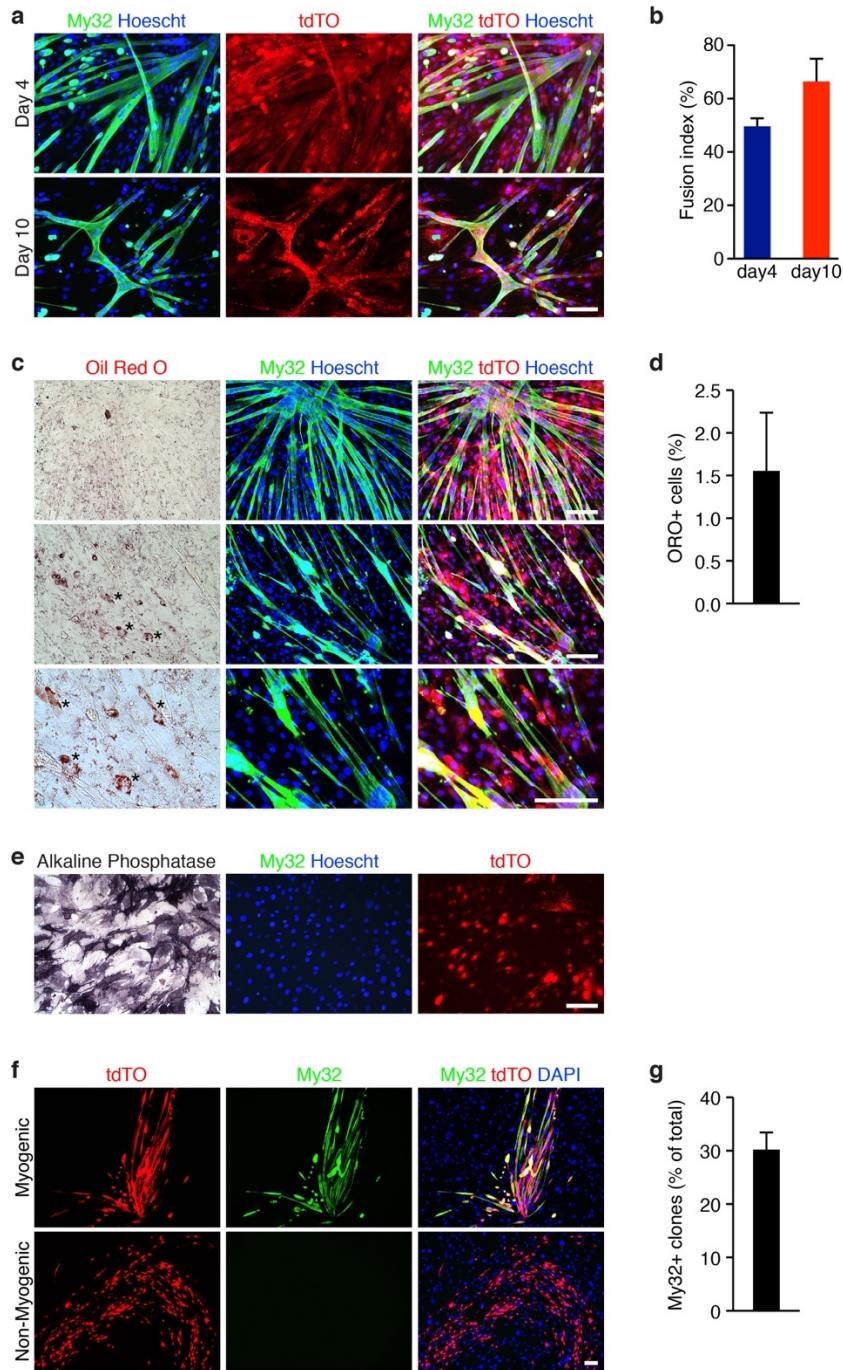 a
My32 Hoescht
tdTO
My32 tdTO Hoescht
Day 4
Day 10
b
Fusion index (%)
80
60
40
20
0
day4
day10
c
Oil Red O
My32 Hoescht
My32 tdTO Hoescht
*
*
*
*
*
*
*
d
ORO+ cells (%)
2.5
2.0
1.5
1.0
0.5
0.0
e
Alkaline Phosphatase
My32 Hoescht
tdTO
f
tdTO
My32
My32 tdTO DAPI
Myogenic
Non-Myogenic
g
My32+ clones (% of total)
40
30
20
10
0